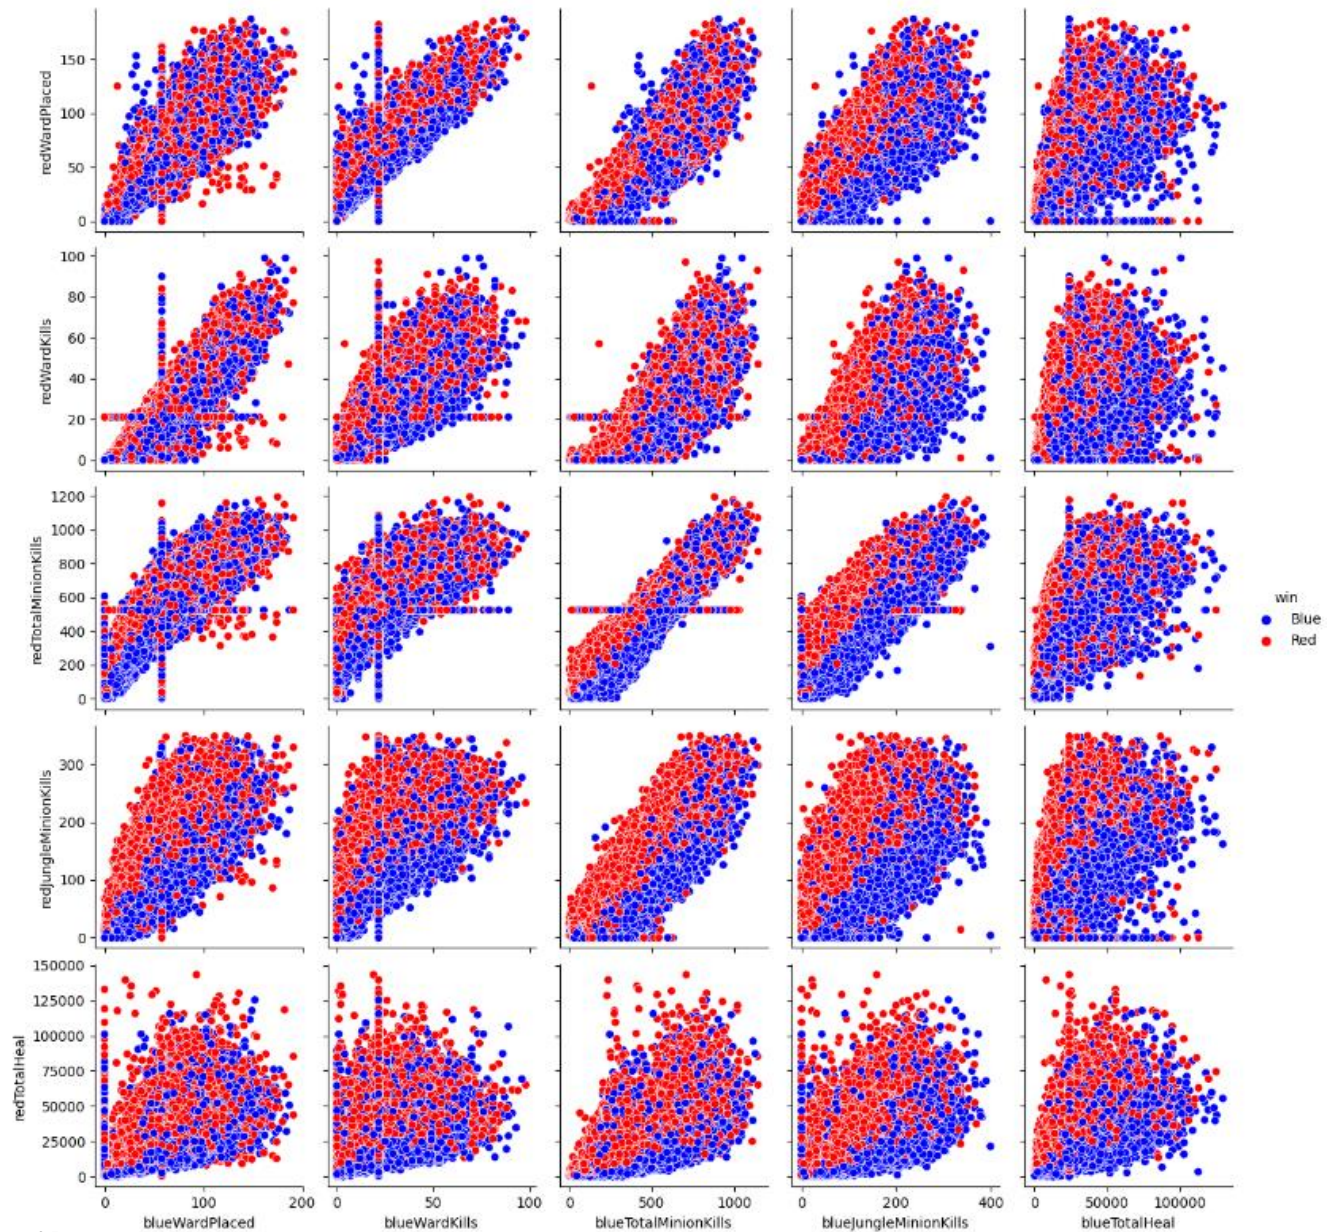 redWardPlaced
150
100
50
0
redWardKills
100
80
60
40
20
0
redTotalMinionKills
1200
1000
800
600
400
200
0
win
Blue
Red
redJungleMinionKills
300
200
100
0
redTotalHeal
150000
125000
100000
75000
50000
25000
0
0 100 200 0 50 100 0 500 1000 0 200 400 0 50000 100000
blueWardPlaced blueWardKills blueTotalMinionKills blueJungleMinionKills blueTotalHeal